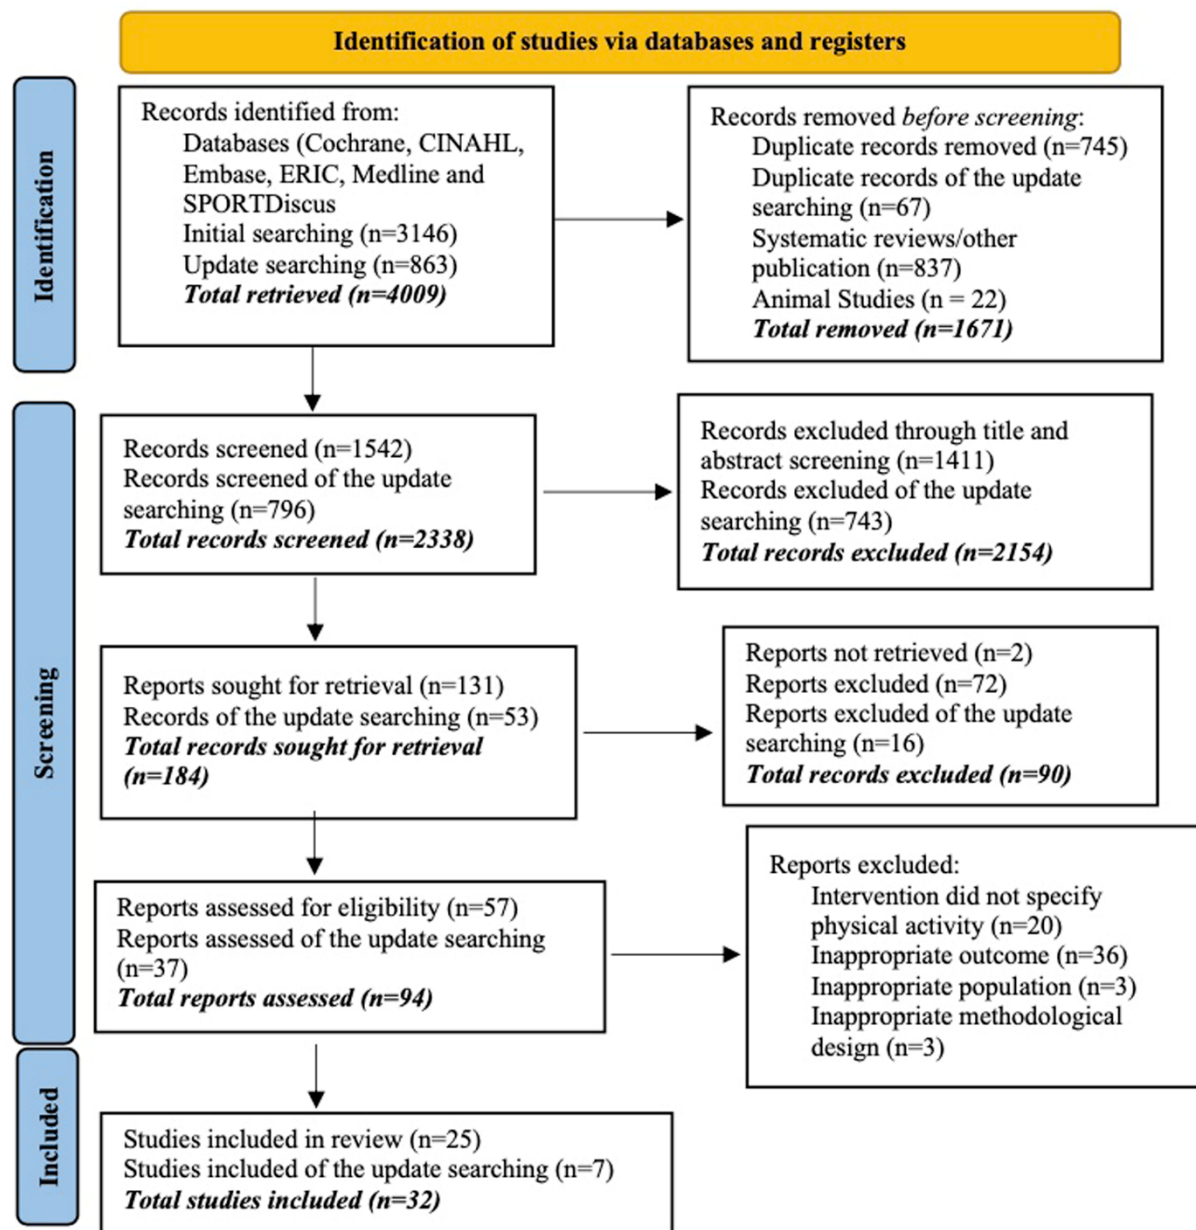 Identification of studies via databases and registers
Identification
Records identified from:
Databases (Cochrane, CINAHL,
Embase, ERIC, Medline and
SPORTDiscus
Initial searching (n=3146)
Update searching (n=863)
Total retrieved (n=4009)
Records removed before screening:
Duplicate records removed (n=745)
Duplicate records of the update
searching (n=67)
Systematic reviews/other
publication (n=837)
Animal Studies (n = 22)
Total removed (n=1671)
Screening
Records screened (n=1542)
Records screened of the update
searching (n=796)
Total records screened (n=2338)
Records excluded through title and
abstract screening (n=1411)
Records excluded of the update
searching (n=743)
Total records excluded (n=2154)
Reports sought for retrieval (n=131)
Records of the update searching (n=53)
Total records sought for retrieval
(n=184)
Reports not retrieved (n=2)
Reports excluded (n=72)
Reports excluded of the update
searching (n=16)
Total records excluded (n=90)
Reports assessed for eligibility (n=57)
Reports assessed of the update searching
(n=37)
Total reports assessed (n=94)
Reports excluded:
Intervention did not specify
physical activity (n=20)
Inappropriate outcome (n=36)
Inappropriate population (n=3)
Inappropriate methodological
design (n=3)
Included
Studies included in review (n=25)
Studies included of the update searching (n=7)
Total studies included (n=32)